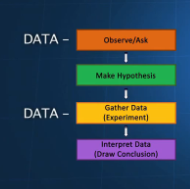 DATA – Observe/Ask
Make Hypothesis
DATA – Gather Data
(Experiment)
Interpret Data
(Draw Conclusion)